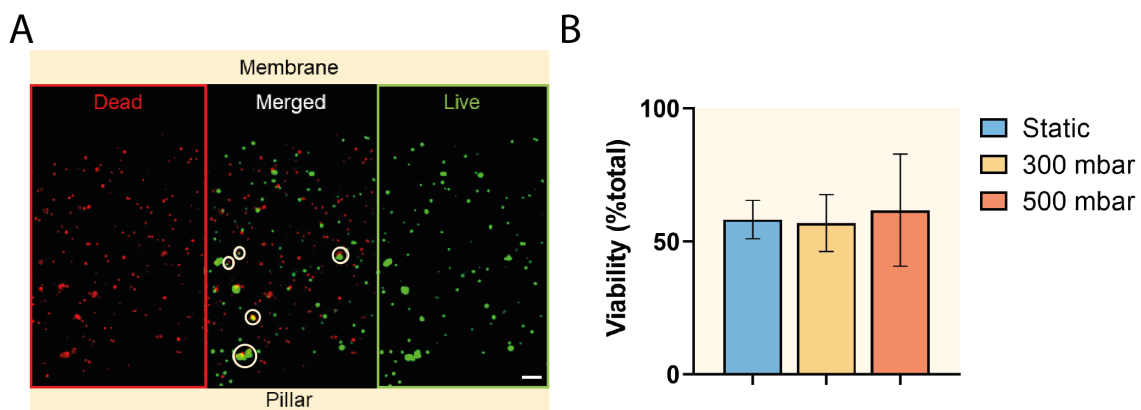 A
Membrane
Dead
Merged
Live
Pillar
B
Viability (%total)
100
50
0
Static
300 mbar
500 mbar